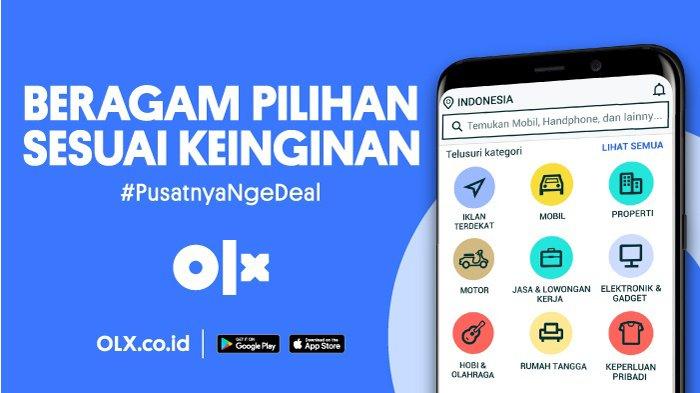 BERAGAM PILIHAN
SESUAI KEINGINAN
#PusatnyaNgeDeal
olx
OLX.co.id
GET IT ON
Google Play
Download on the
App Store
INDONESIA
Temukan Mobil, Handphone, dan lainny...
Telusuri kategori
LIHAT SEMUA
IKLAN
TERDEKAT
MOBIL
PROPERTI
MOTOR
JASA & LOWONGAN
KERJA
ELEKTRONIK &
GADGET
HOBI &
OLAHRAGA
RUMAH TANGGA
KEPERLUAN
PRIBADI